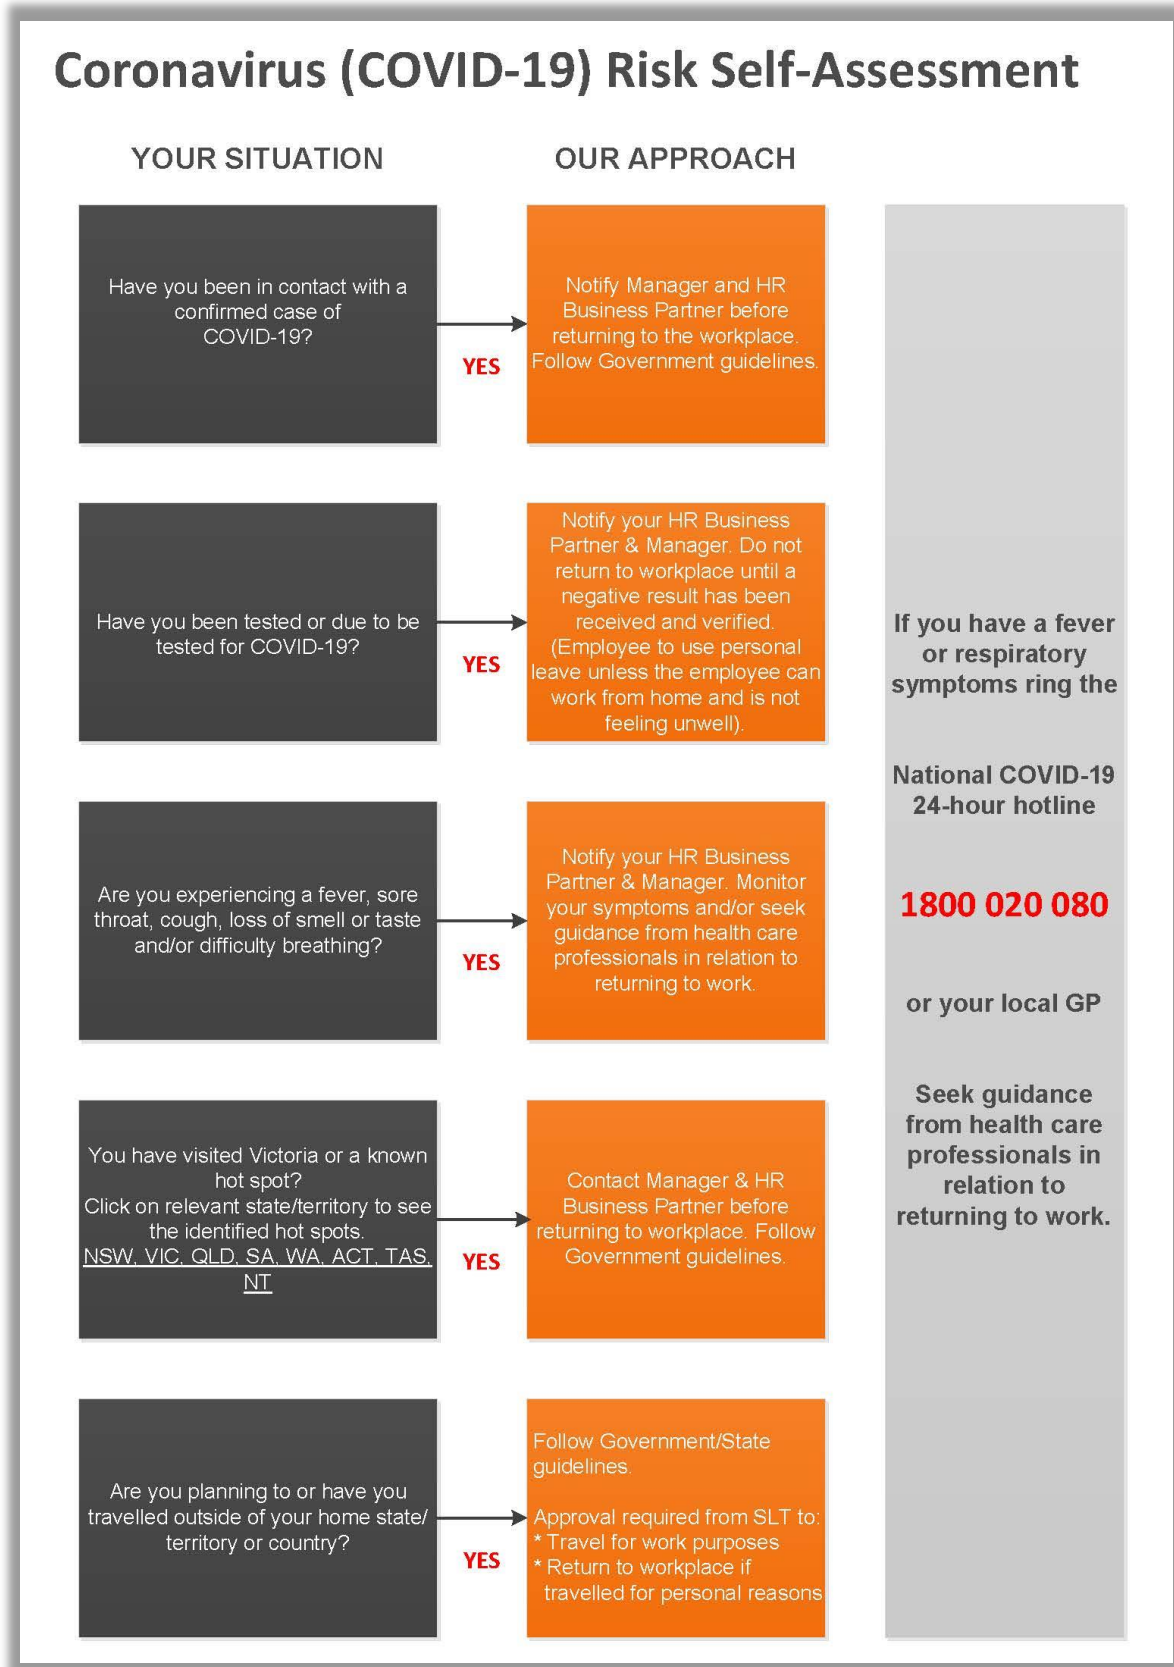 Coronavirus (COVID-19) Risk Self-Assessment
YOUR SITUATION
OUR APPROACH
Have you been in contact with a
confirmed case of
COVID-19?
YES
Notify Manager and HR
Business Partner before
returning to the workplace.
Follow Government guidelines.
Have you been tested or due to be
tested for COVID-19?
YES
Notify your HR Business
Partner & Manager. Do not
return to workplace until a
negative result has been
received and verified.
(Employee to use personal
leave unless the employee can
work from home and is not
feeling unwell).
Are you experiencing a fever, sore
throat, cough, loss of smell or taste
and/or difficulty breathing?
YES
Notify your HR Business
Partner & Manager. Monitor
your symptoms and/or seek
guidance from health care
professionals in relation to
returning to work.
You have visited Victoria or a known
hot spot?
Click on relevant state/territory to see
the identified hot spots.
NSW, VIC, QLD, SA, WA, ACT, TAS,
NT
YES
Contact Manager & HR
Business Partner before
returning to workplace. Follow
Government guidelines.
Are you planning to or have you
travelled outside of your home state/
territory or country?
YES
Follow Government/State
guidelines.
Approval required from SLT to:
* Travel for work purposes
* Return to workplace if
travelled for personal reasons
If you have a fever
or respiratory
symptoms ring the
National COVID-19
24-hour hotline
1800 020 080
or your local GP
Seek guidance
from health care
professionals in
relation to
returning to work.